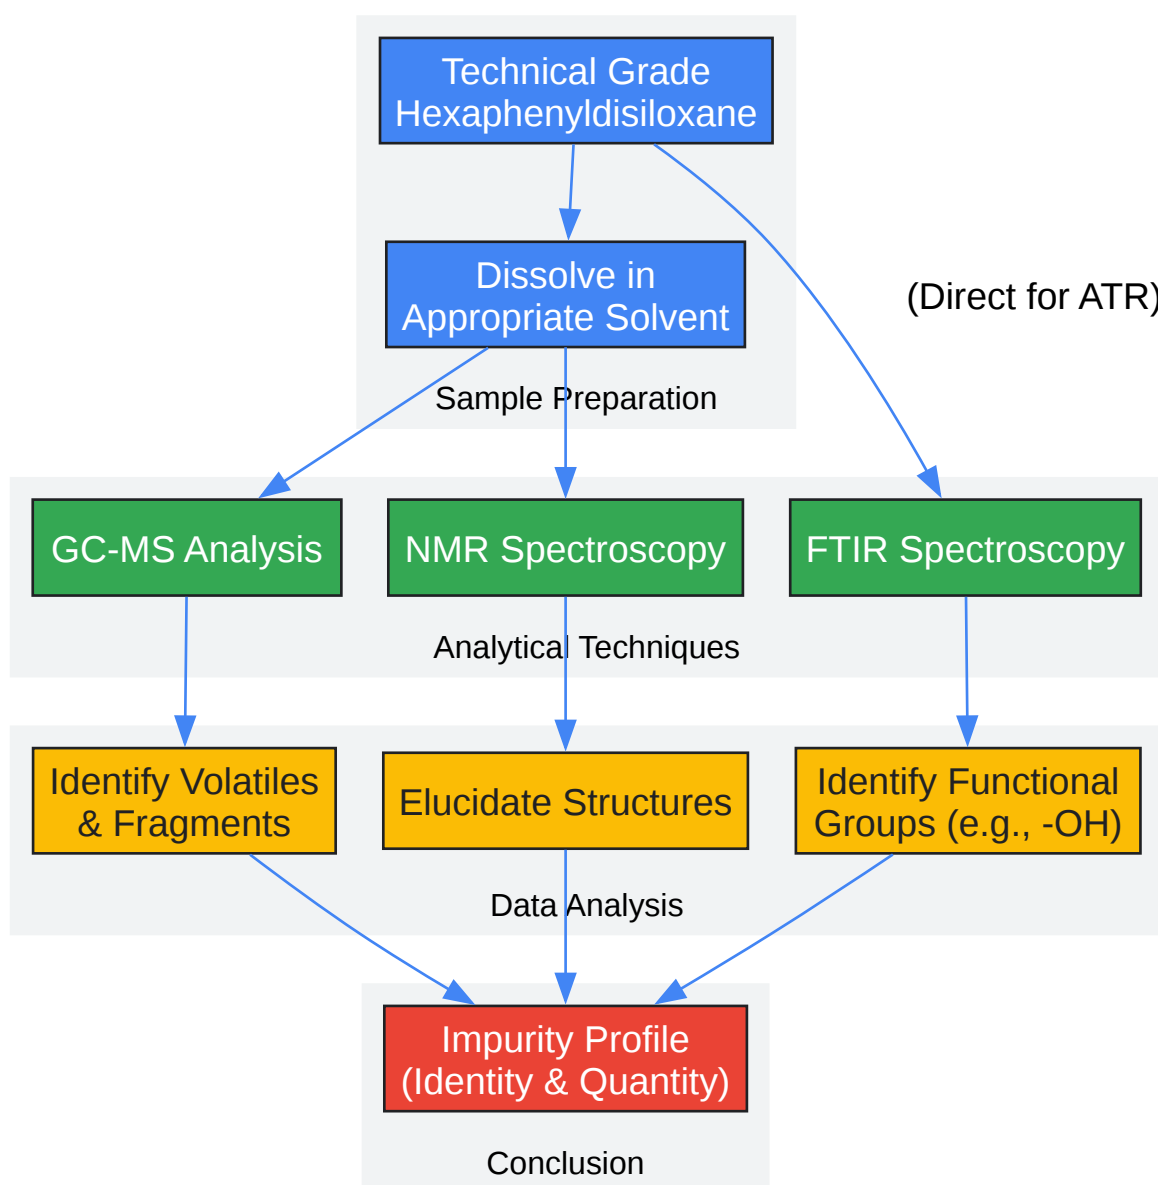 Technical Grade
Hexaphenyldisiloxane
Dissolve in
Appropriate Solvent
(Direct for ATR)
Sample Preparation
GC-MS Analysis
NMR Spectroscopy
FTIR Spectroscopy
Analytical Techniques
Identify Volatiles
& Fragments
Elucidate Structures
Identify Functional
Groups (e.g., -OH)
Data Analysis
Impurity Profile
(Identity & Quantity)
Conclusion